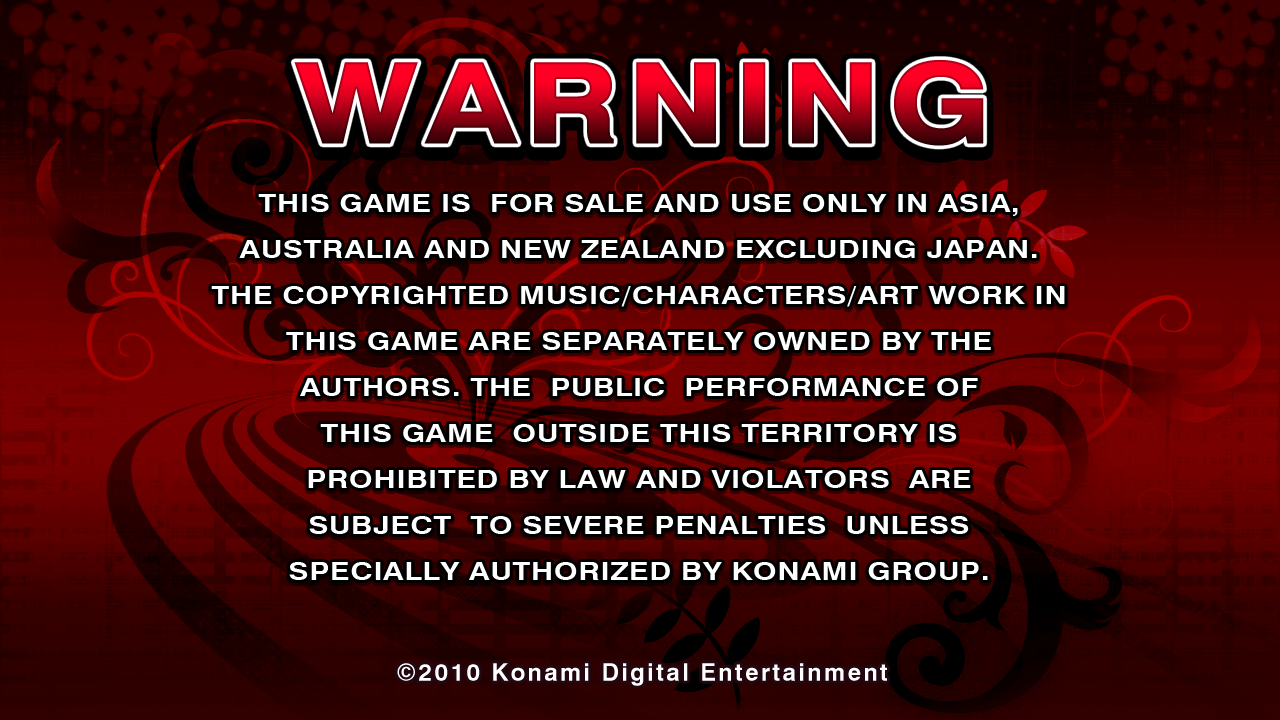 WARNING
THIS GAME IS  FOR SALE AND USE ONLY IN ASIA,
AUSTRALIA AND NEW ZEALAND EXCLUDING JAPAN.
THE COPYRIGHTED MUSIC/CHARACTERS/ART WORK IN
THIS GAME ARE SEPARATELY OWNED BY THE
AUTHORS. THE  PUBLIC  PERFORMANCE OF
THIS GAME  OUTSIDE THIS TERRITORY IS
PROHIBITED BY LAW AND VIOLATORS  ARE
SUBJECT  TO SEVERE PENALTIES  UNLESS
SPECIALLY AUTHORIZED BY KONAMI GROUP.
©2010 Konami Digital Entertainment